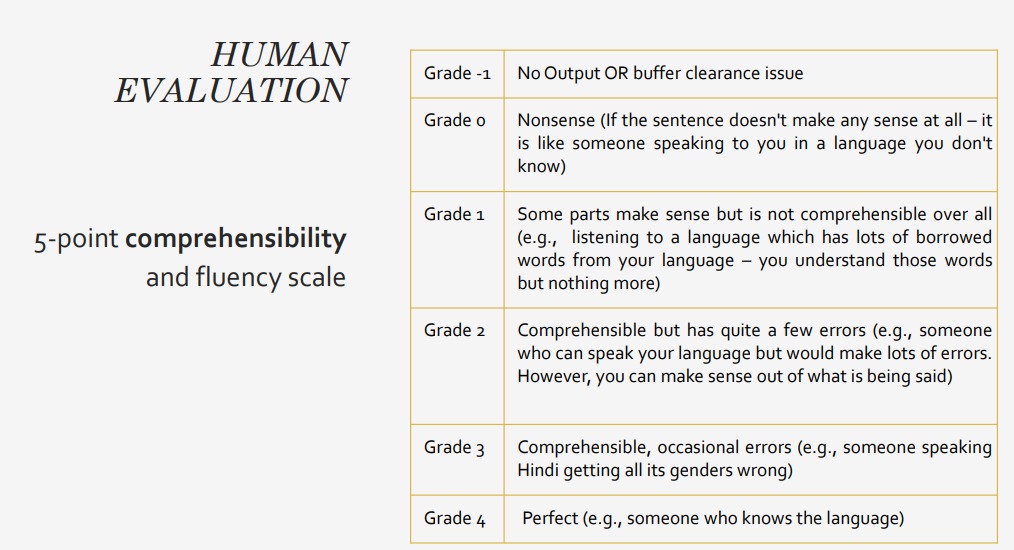 HUMAN
EVALUATION
5-point comprehensibility
and fluency scale
Grade -1 No Output OR buffer clearance issue
Grade 0 Nonsense (If the sentence doesn't make any sense at all – it
is like someone speaking to you in a language you don't
know)
Grade 1 Some parts make sense but is not comprehensible over all
(e.g., listening to a language which has lots of borrowed
words from your language – you understand those words
but nothing more)
Grade 2 Comprehensible but has quite a few errors (e.g., someone
who can speak your language but would make lots of errors.
However, you can make sense out of what is being said)
Grade 3 Comprehensible, occasional errors (e.g., someone speaking
Hindi getting all its genders wrong)
Grade 4 Perfect (e.g., someone who knows the language)